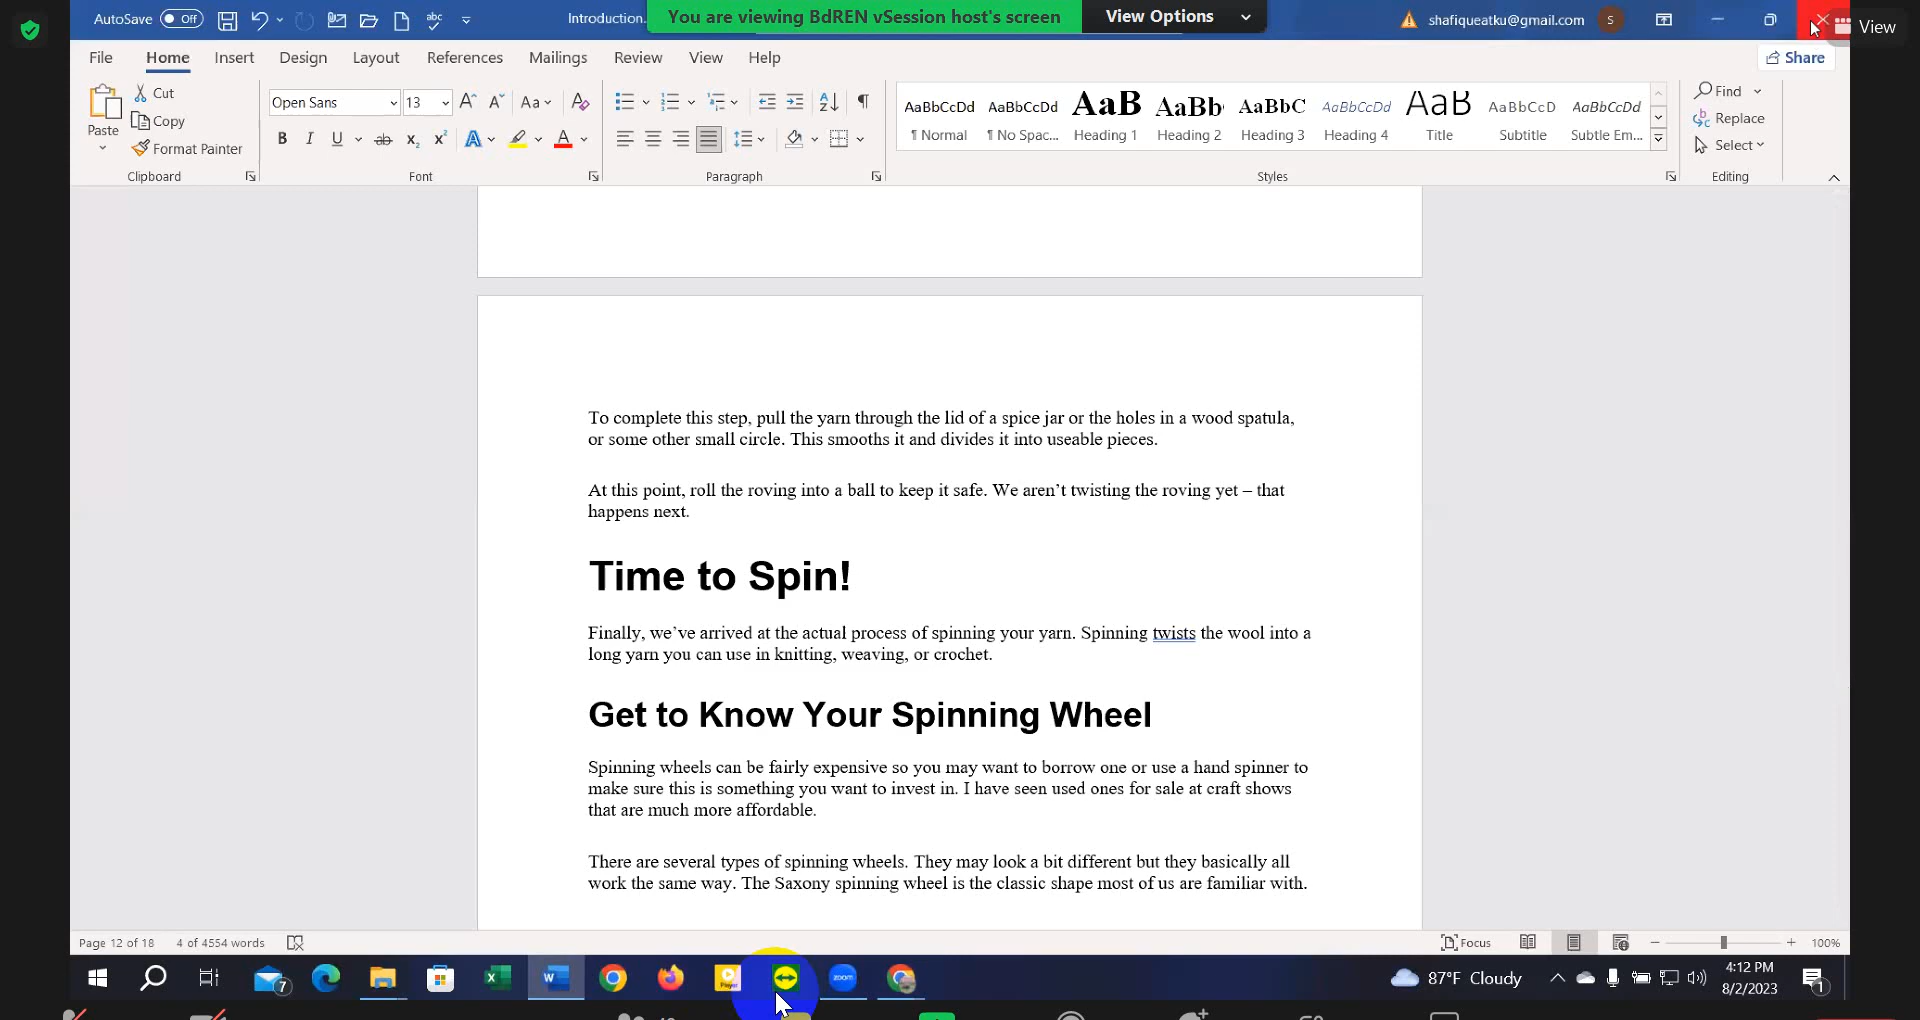 AutoSave Off Introduction. You are viewing BdREN vSession host's screen View Options shafiqueatku@gmail.com S View
File Home Insert Design Layout References Mailings Review View Help Share
Paste Cut Copy Format Painter Clipboard
Open Sans 13 Aa Font
Paragraph
AaBbCcDd AaBbCcDd AaB AaBb AaBbC AaBbCcDd AaB AaBbCcD AaBbCcDd
¶ Normal ¶ No Spac... Heading 1 Heading 2 Heading 3 Heading 4 Title Subtitle Subtle Em...
Styles
Find
Replace
Select
Editing
To complete this step, pull the yarn through the lid of a spice jar or the holes in a wood spatula,
or some other small circle. This smooths it and divides it into useable pieces.
At this point, roll the roving into a ball to keep it safe. We aren't twisting the roving yet – that
happens next.
Time to Spin!
Finally, we've arrived at the actual process of spinning your yarn. Spinning twists the wool into a
long yarn you can use in knitting, weaving, or crochet.
Get to Know Your Spinning Wheel
Spinning wheels can be fairly expensive so you may want to borrow one or use a hand spinner to
make sure this is something you want to invest in. I have seen used ones for sale at craft shows
that are much more affordable.
There are several types of spinning wheels. They may look a bit different but they basically all
work the same way. The Saxony spinning wheel is the classic shape most of us are familiar with.
Page 12 of 18 4 of 4554 words Focus 100%
7 Player zoom 87°F Cloudy 4:12 PM
8/2/2023 1